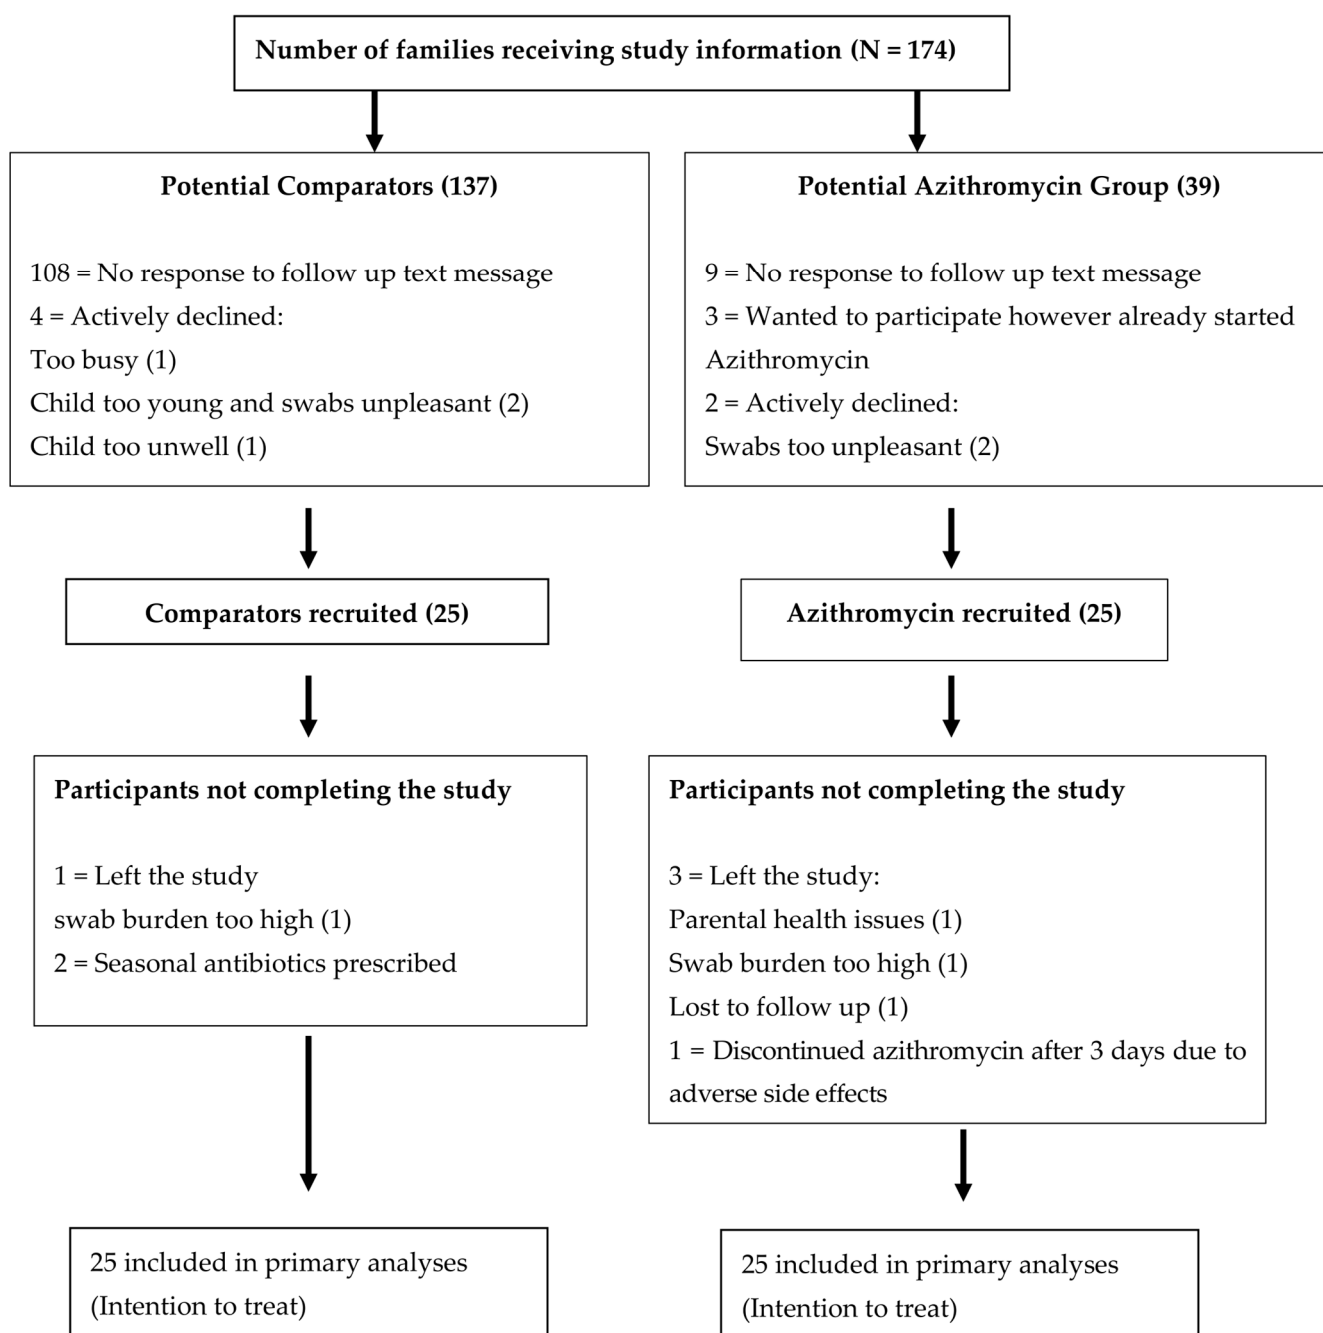 Number of families receiving study information (N = 174)
Potential Comparators (137)
108 = No response to follow up text message
4 = Actively declined:
Too busy (1)
Child too young and swabs unpleasant (2)
Child too unwell (1)
Potential Azithromycin Group (39)
9 = No response to follow up text message
3 = Wanted to participate however already started
Azithromycin
2 = Actively declined:
Swabs too unpleasant (2)
Comparators recruited (25)
Azithromycin recruited (25)
Participants not completing the study
1 = Left the study
swab burden too high (1)
2 = Seasonal antibiotics prescribed
Participants not completing the study
3 = Left the study:
Parental health issues (1)
Swab burden too high (1)
Lost to follow up (1)
1 = Discontinued azithromycin after 3 days due to
adverse side effects
25 included in primary analyses
(Intention to treat)
25 included in primary analyses
(Intention to treat)